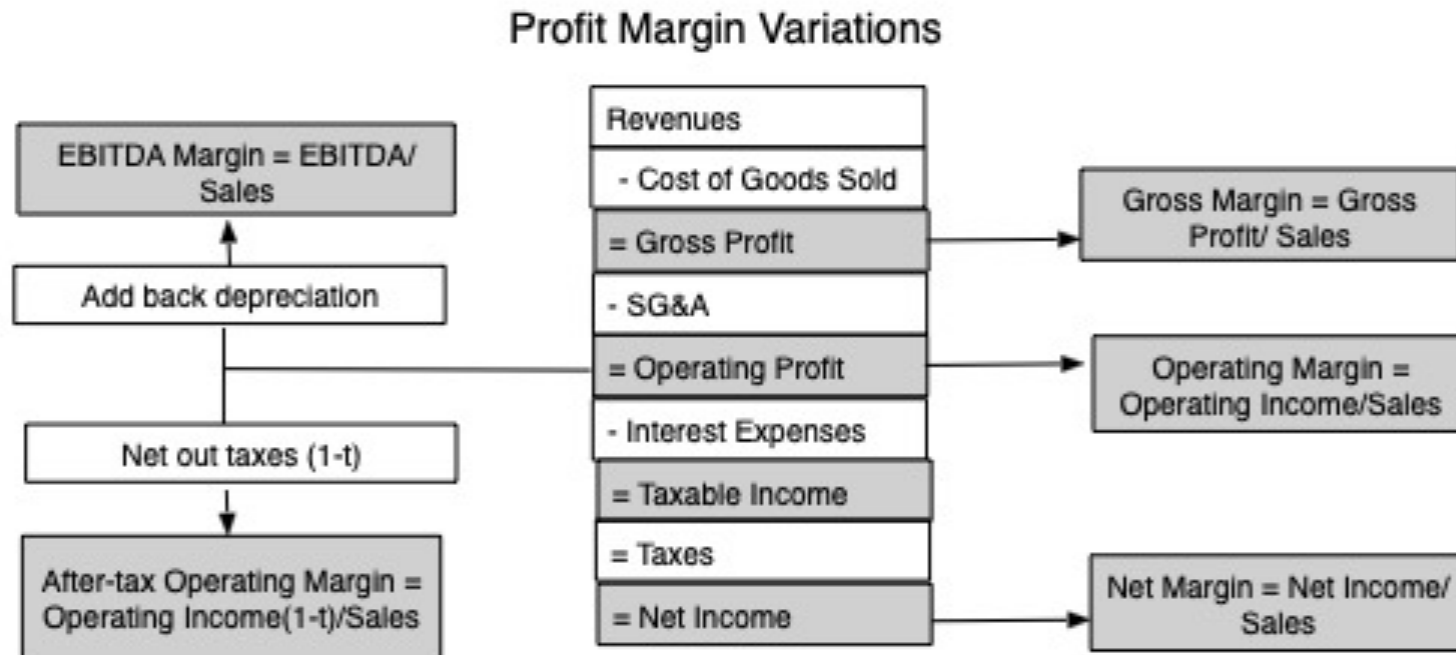 Profit Margin Variations
EBITDA Margin = EBITDA/
Sales
Add back depreciation
Net out taxes (1-t)
After-tax Operating Margin =
Operating Income(1-t)/Sales
Revenues
- Cost of Goods Sold
= Gross Profit
- SG&A
= Operating Profit
- Interest Expenses
= Taxable Income
= Taxes
= Net Income
Gross Margin = Gross
Profit/ Sales
Operating Margin =
Operating Income/Sales
Net Margin = Net Income/
Sales